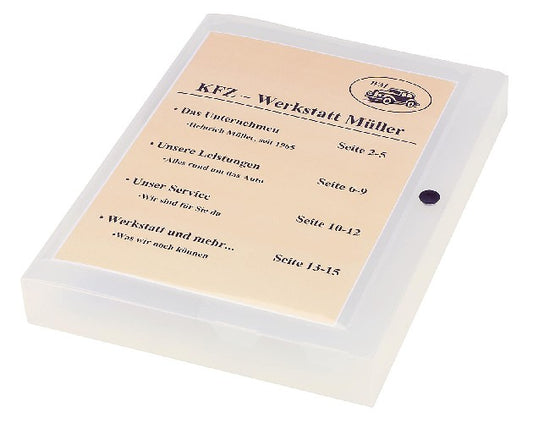 WM
KFZ – Werkstatt Müller
• Das Unternehmen Seite 2-5
-Heinrich Müller, seit 1965
• Unsere Leistungen Seite 6-9
-Alles rund um das Auto
• Unser Service Seite 10-12
-Wir sind für Sie da
• Werkstatt und mehr... Seite 13-15
-Was wir noch können